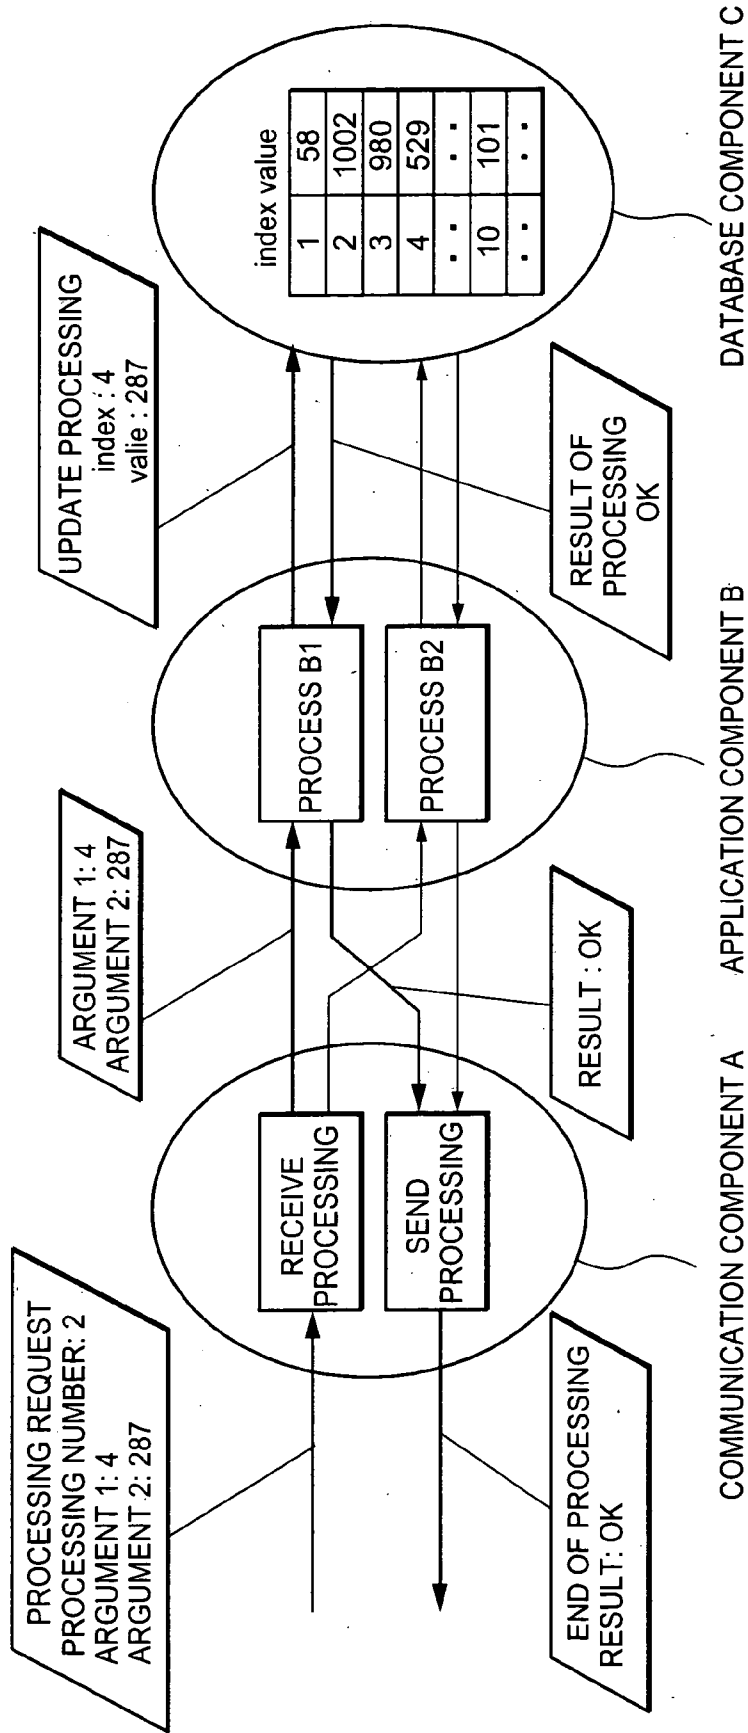 PROCESSING REQUEST
PROCESSING NUMBER: 2
ARGUMENT 1: 4
ARGUMENT 2: 287
ARGUMENT 1: 4
ARGUMENT 2: 287
UPDATE PROCESSING
index : 4
valie : 287
RECEIVE
PROCESSING
SEND
PROCESSING
PROCESS B1
PROCESS B2
index value
1 58
2 1002
3 980
4 529
. . . .
10 101
. . . .
END OF PROCESSING
RESULT: OK
RESULT : OK
RESULT OF
PROCESSING
OK
COMMUNICATION COMPONENT A
APPLICATION COMPONENT B
DATABASE COMPONENT C